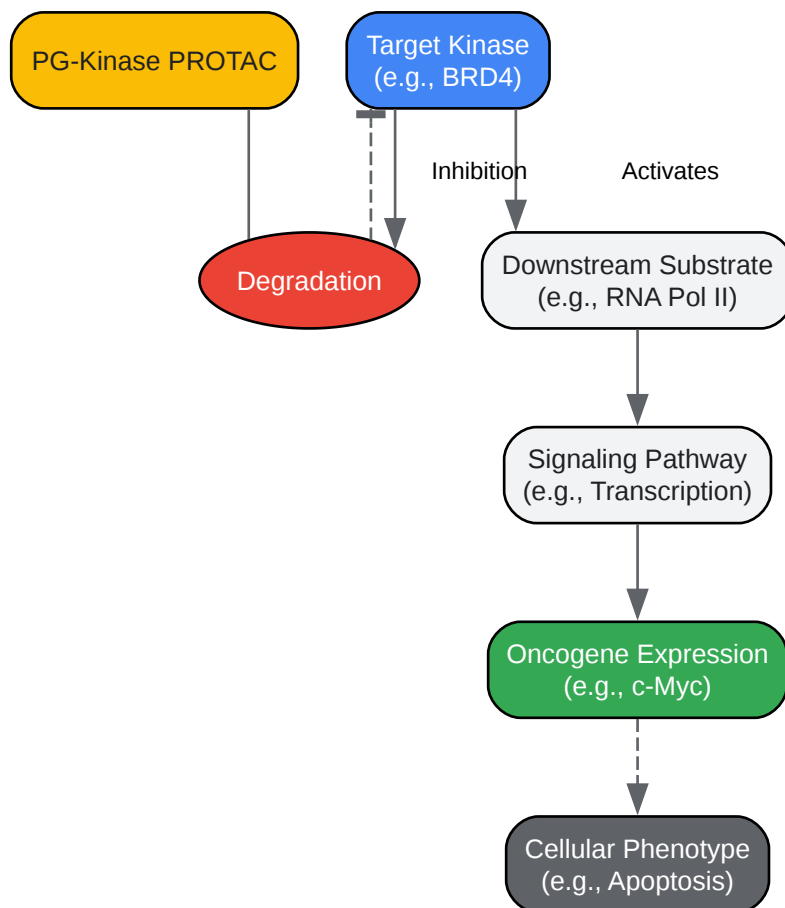 PG-Kinase PROTAC
Target Kinase
(e.g., BRD4)
Inhibition
Activates
Degradation
Downstream Substrate
(e.g., RNA Pol II)
Signaling Pathway
(e.g., Transcription)
Oncogene Expression
(e.g., c-Myc)
Cellular Phenotype
(e.g., Apoptosis)